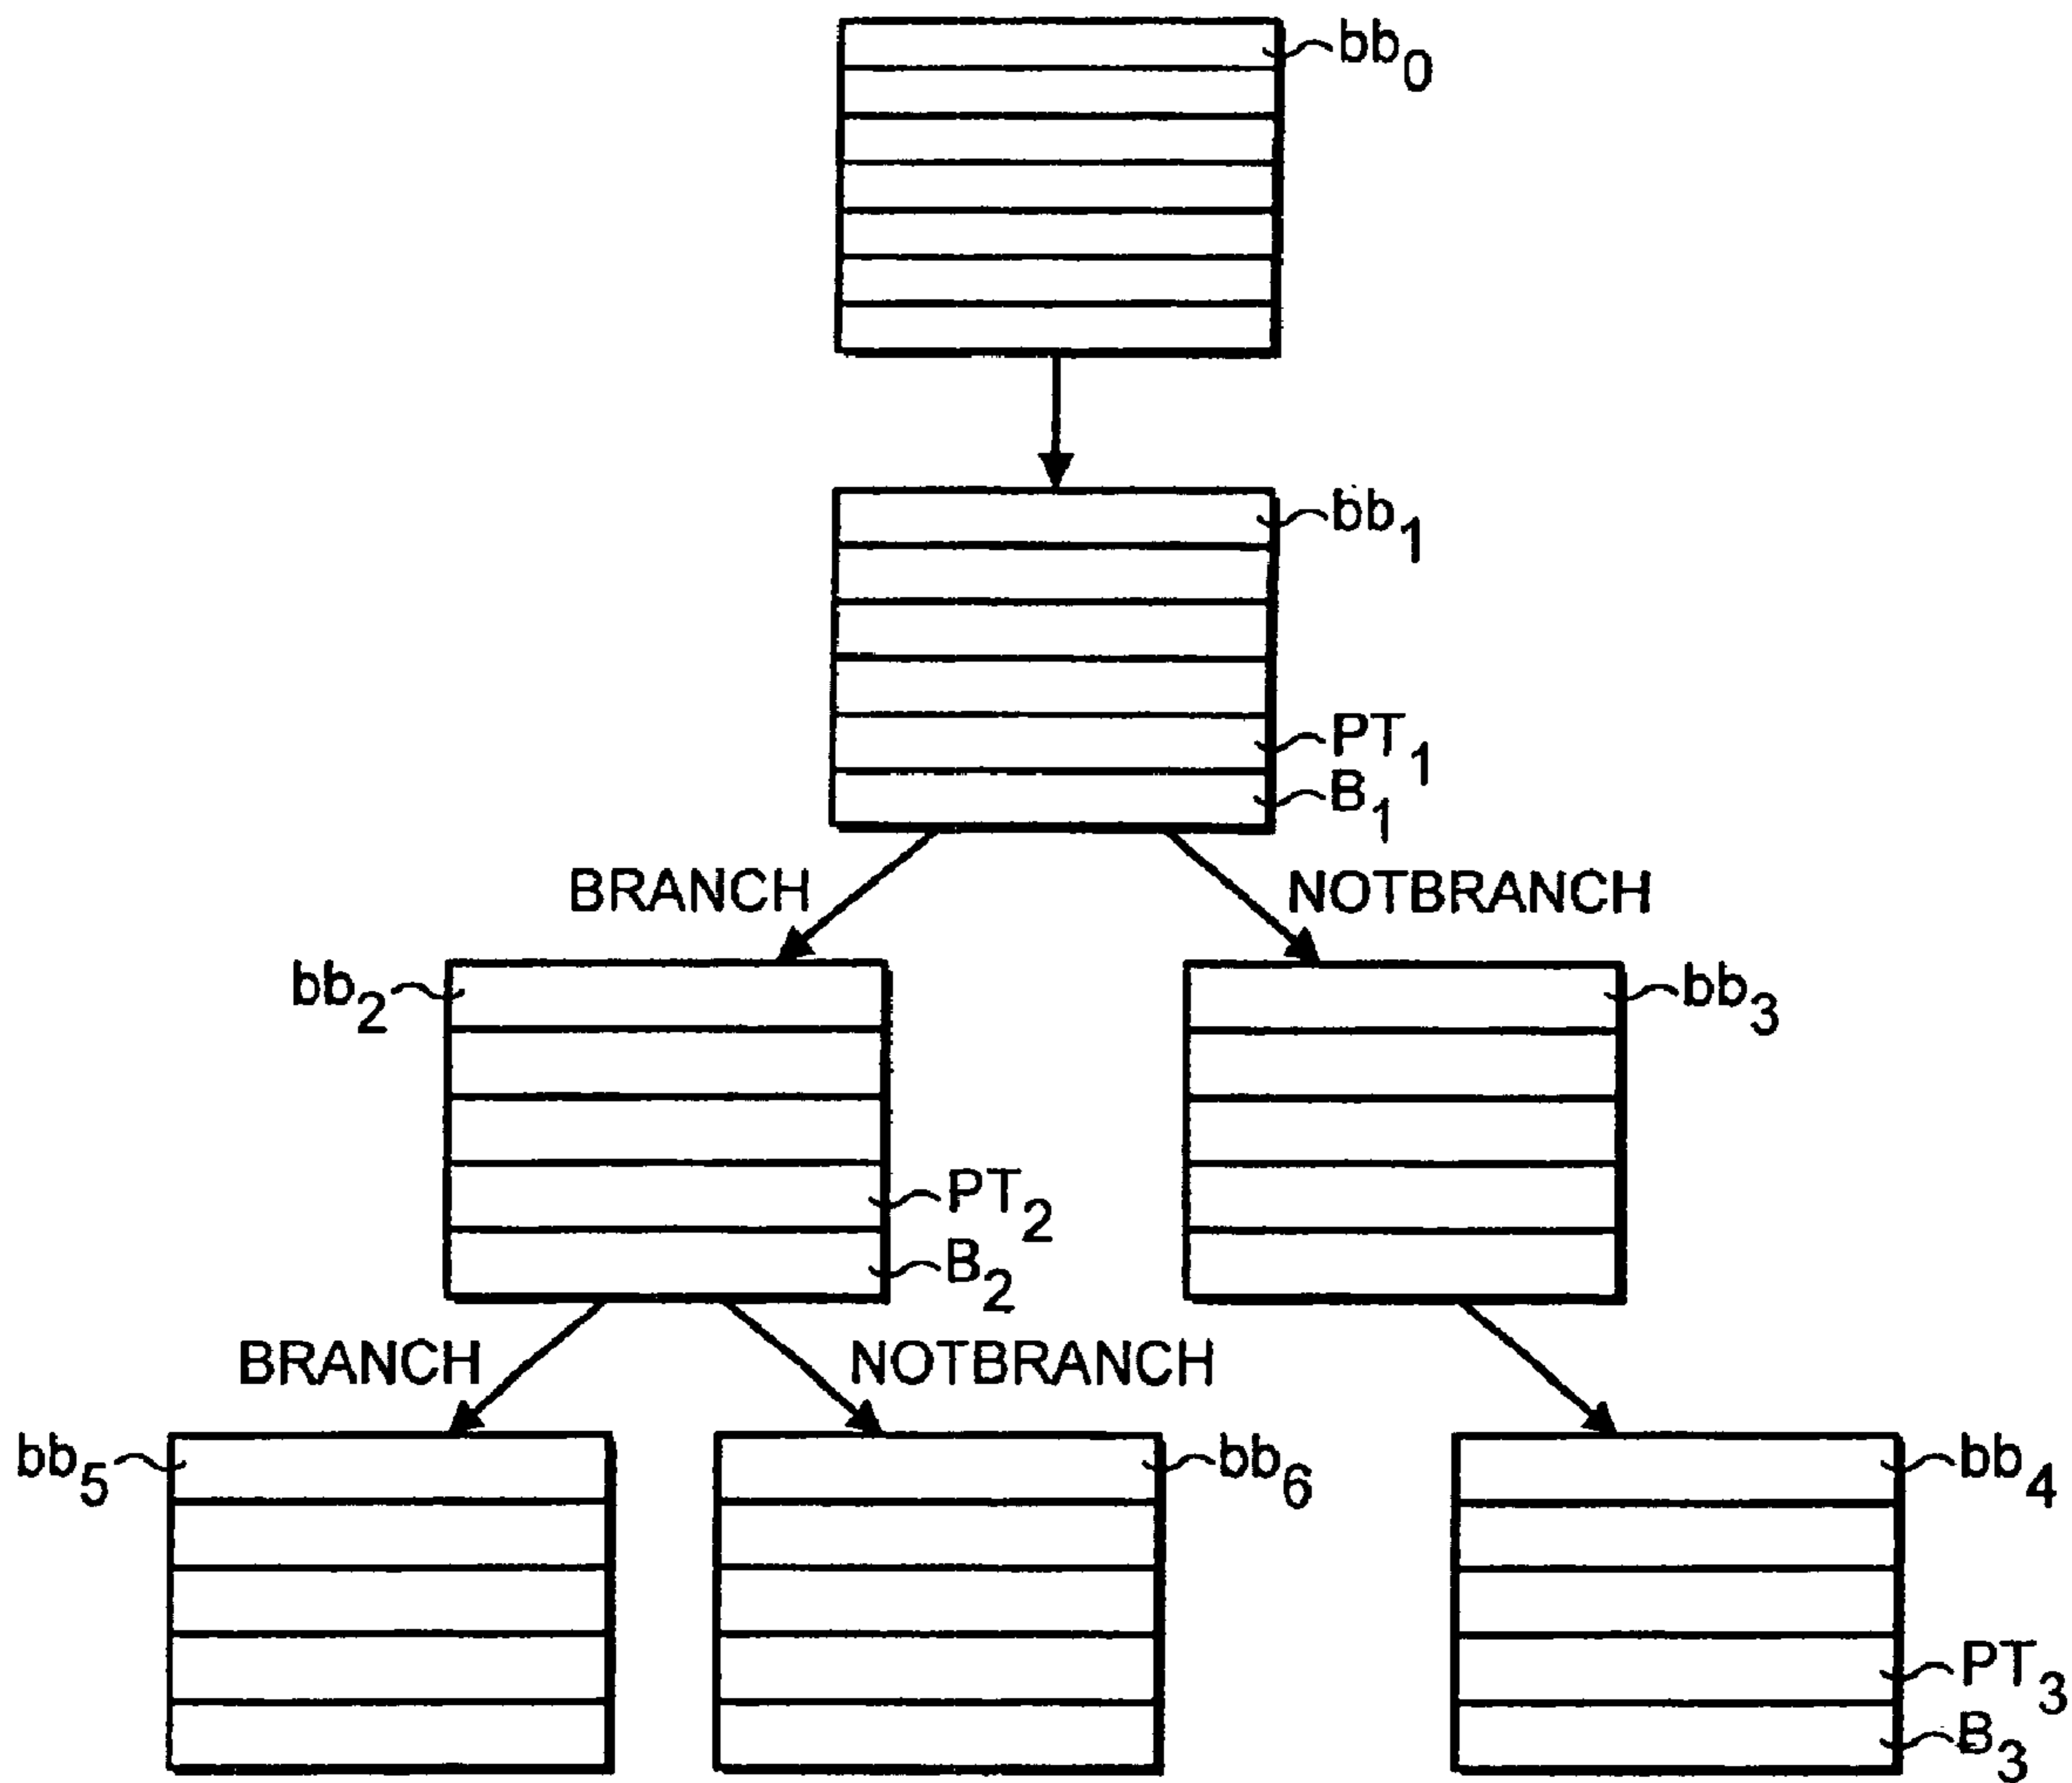 bb0
bb1
PT1
B1
BRANCH
NOTBRANCH
bb2
bb3
PT2
B2
BRANCH
NOTBRANCH
bb5
bb6
bb4
PT3
B3